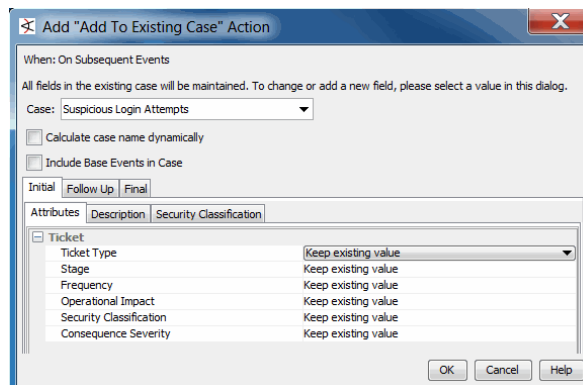 Add "Add To Existing Case" Action
When: On Subsequent Events
All fields in the existing case will be maintained. To change or add a new field, please select a value in this dialog.
Case: Suspicious Login Attempts
Calculate case name dynamically
Include Base Events in Case
Initial Follow Up Final
Attributes Description Security Classification
Ticket
Ticket Type Keep existing value
Stage Keep existing value
Frequency Keep existing value
Operational Impact Keep existing value
Security Classification Keep existing value
Consequence Severity Keep existing value
OK Cancel Help